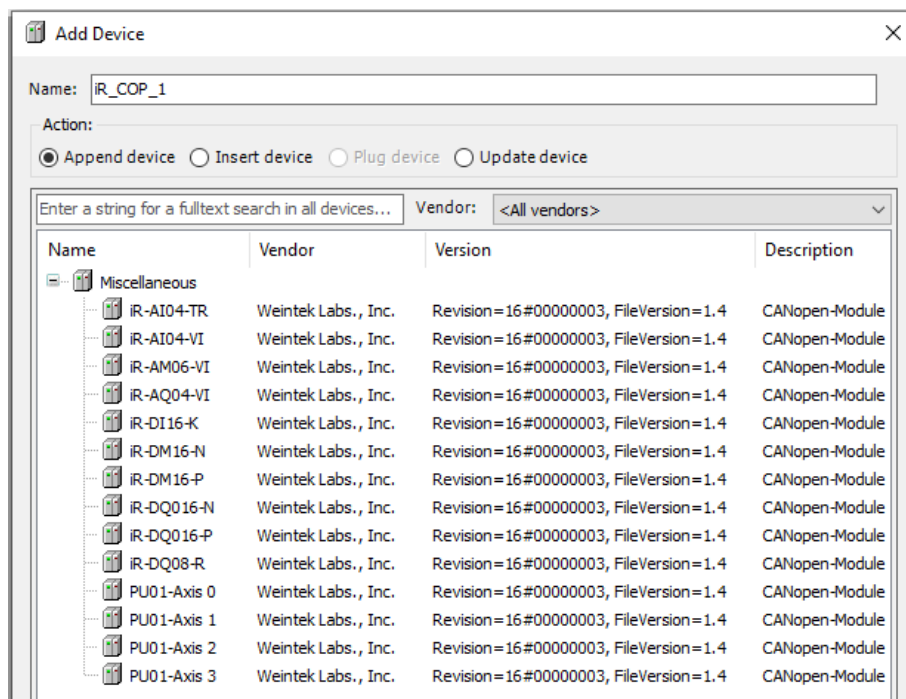 Add Device
Name: iR_COP_1
Action:
Append device Insert device Plug device Update device
Enter a string for a fulltext search in all devices... Vendor: <All vendors>
Name Vendor Version Description
Miscellaneous
iR-AI04-TR Weintek Labs., Inc. Revision=16#00000003, FileVersion=1.4 CANopen-Module
iR-AI04-VI Weintek Labs., Inc. Revision=16#00000003, FileVersion=1.4 CANopen-Module
iR-AM06-VI Weintek Labs., Inc. Revision=16#00000003, FileVersion=1.4 CANopen-Module
iR-AQ04-VI Weintek Labs., Inc. Revision=16#00000003, FileVersion=1.4 CANopen-Module
iR-DI16-K Weintek Labs., Inc. Revision=16#00000003, FileVersion=1.4 CANopen-Module
iR-DM16-N Weintek Labs., Inc. Revision=16#00000003, FileVersion=1.4 CANopen-Module
iR-DM16-P Weintek Labs., Inc. Revision=16#00000003, FileVersion=1.4 CANopen-Module
iR-DQ016-N Weintek Labs., Inc. Revision=16#00000003, FileVersion=1.4 CANopen-Module
iR-DQ016-P Weintek Labs., Inc. Revision=16#00000003, FileVersion=1.4 CANopen-Module
iR-DQ08-R Weintek Labs., Inc. Revision=16#00000003, FileVersion=1.4 CANopen-Module
PU01-Axis 0 Weintek Labs., Inc. Revision=16#00000003, FileVersion=1.4 CANopen-Module
PU01-Axis 1 Weintek Labs., Inc. Revision=16#00000003, FileVersion=1.4 CANopen-Module
PU01-Axis 2 Weintek Labs., Inc. Revision=16#00000003, FileVersion=1.4 CANopen-Module
PU01-Axis 3 Weintek Labs., Inc. Revision=16#00000003, FileVersion=1.4 CANopen-Module